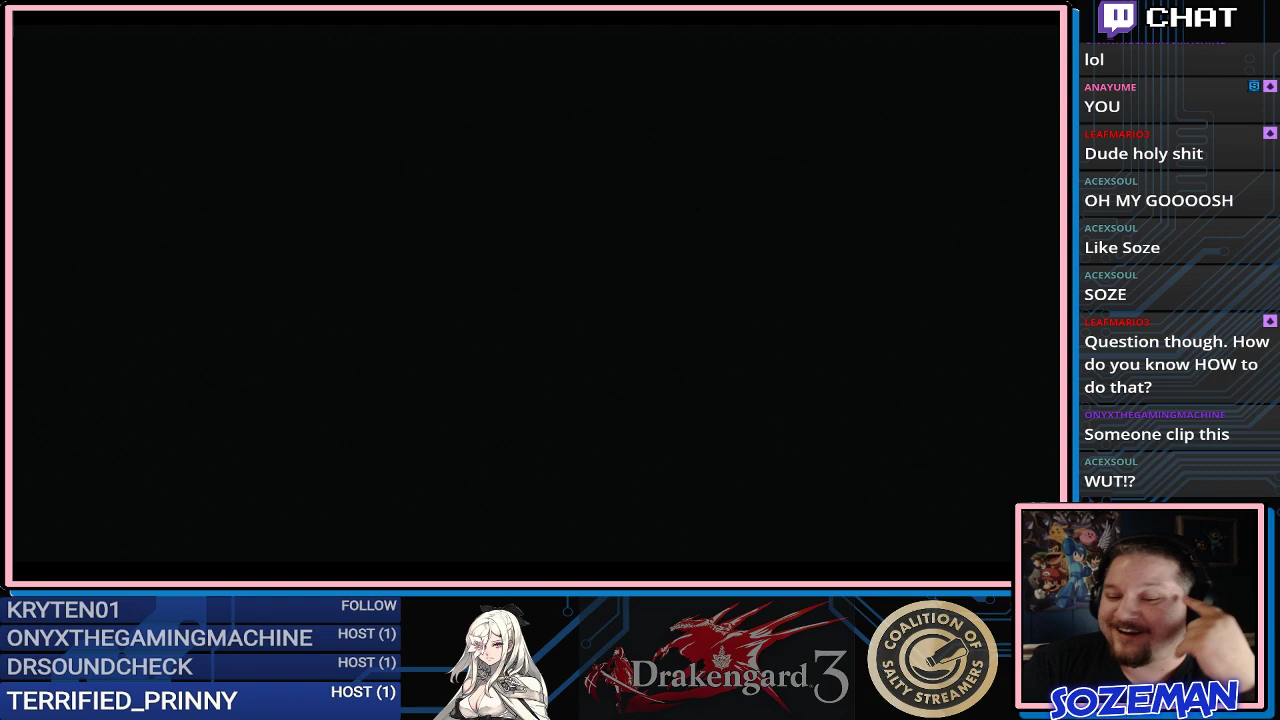 CHAT
lol
ANAYUME
YOU
LEAFMARIO3
Dude holy shit
ACEXSOUL
OH MY GOOOOSH
ACEXSOUL
Like Soze
ACEXSOUL
SOZE
LEAFMARIO3
Question though. How
do you know HOW to
do that?
ONYXTHEGAMINGMACHINE
Someone clip this
ACEXSOUL
WUT!?
KRYTEN01 FOLLOW
ONYXTHEGAMINGMACHINE HOST (1)
DRSOUNDCHECK HOST (1)
TERRIFIED_PRINNY HOST (1)
Drakengard 3
COALITION OF
SALTY STREAMERS
SOZEMAN